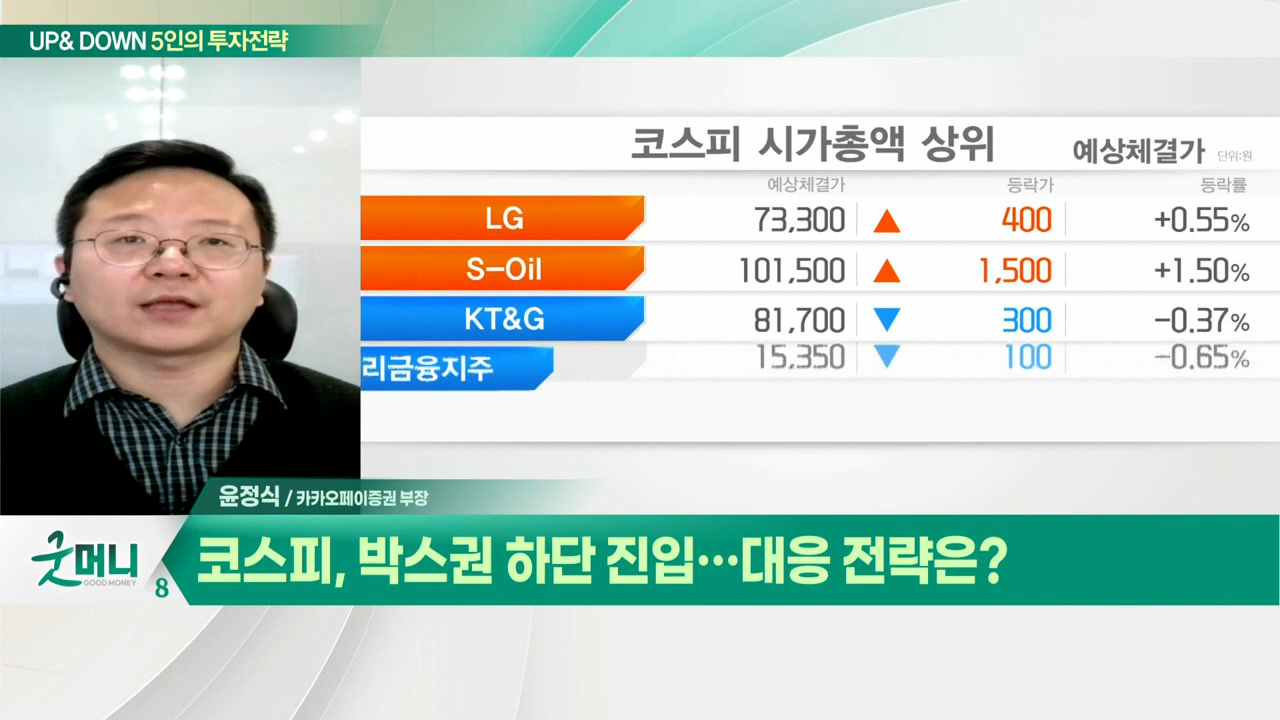 UP& DOWN 5인의 투자전략
코스피 시가총액 상위 예상체결가 단위:원
예상체결가 등락가 등락률
LG 73,300 ▲ 400 +0.55%
S-Oil 101,500 ▲ 1,500 +1.50%
KT&G 81,700 ▼ 300 -0.37%
리금융지주 15,350 ▼ 100 -0.65%
윤정식 / 카카오페이증권 부장
굿머니
GOOD MONEY
8
코스피, 박스권 하단 진입…대응 전략은?